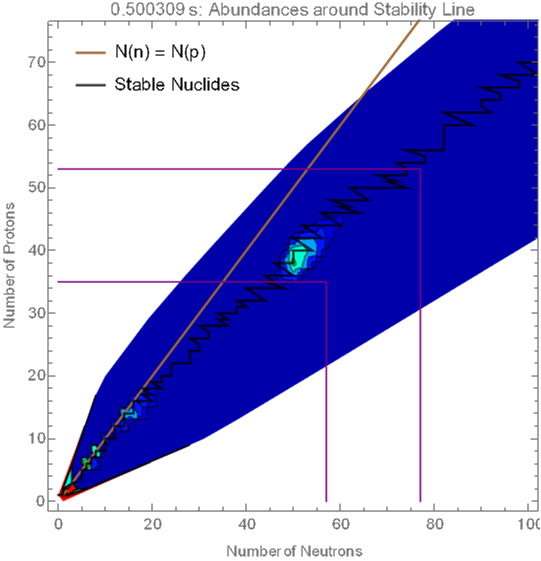 0.500309 s: Abundances around Stability Line
N(n) = N(p)
Stable Nuclides
Number of Protons
70
60
50
40
30
20
10
0
0 20 40 60 80 100
Number of Neutrons